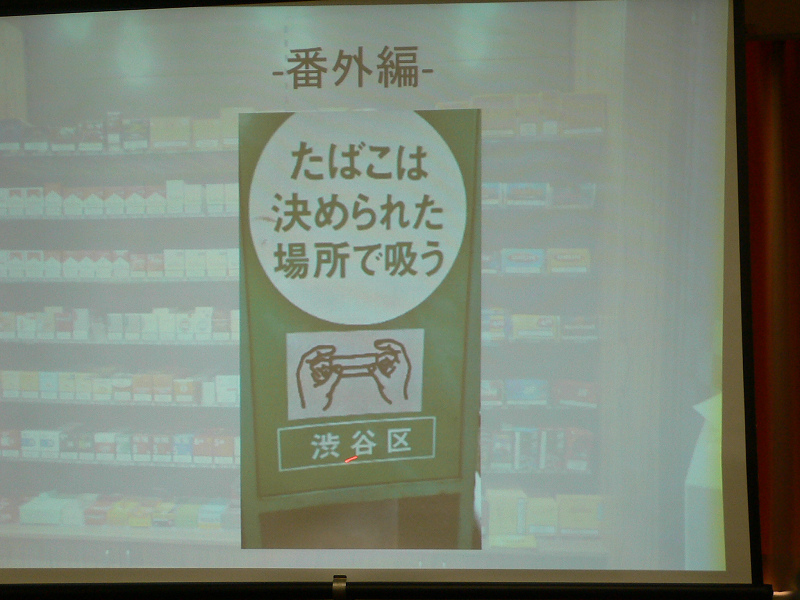 -番外編-
たばこは
決められた
場所で吸う
渋谷区